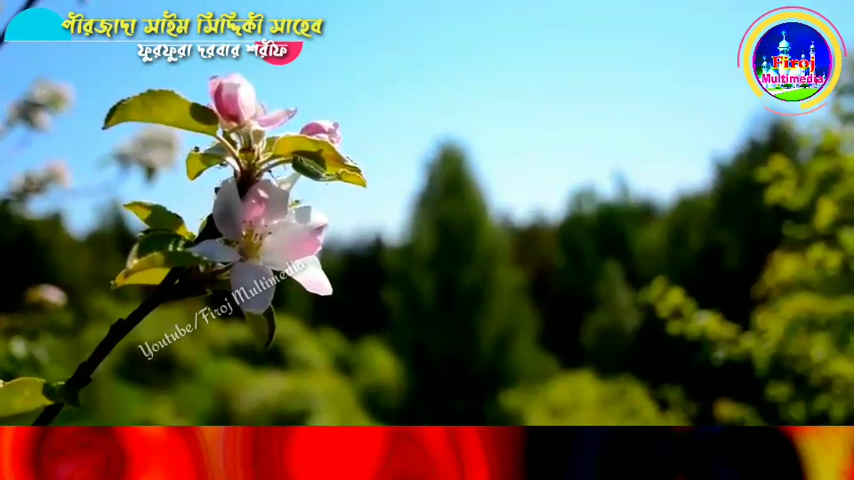 পীরজাদা সাইম সিদ্দিকী সাহেব
ফুরফুরা দরবার শরীফ
Firoj
Multimedia
Youtube/Firoj Multimedia